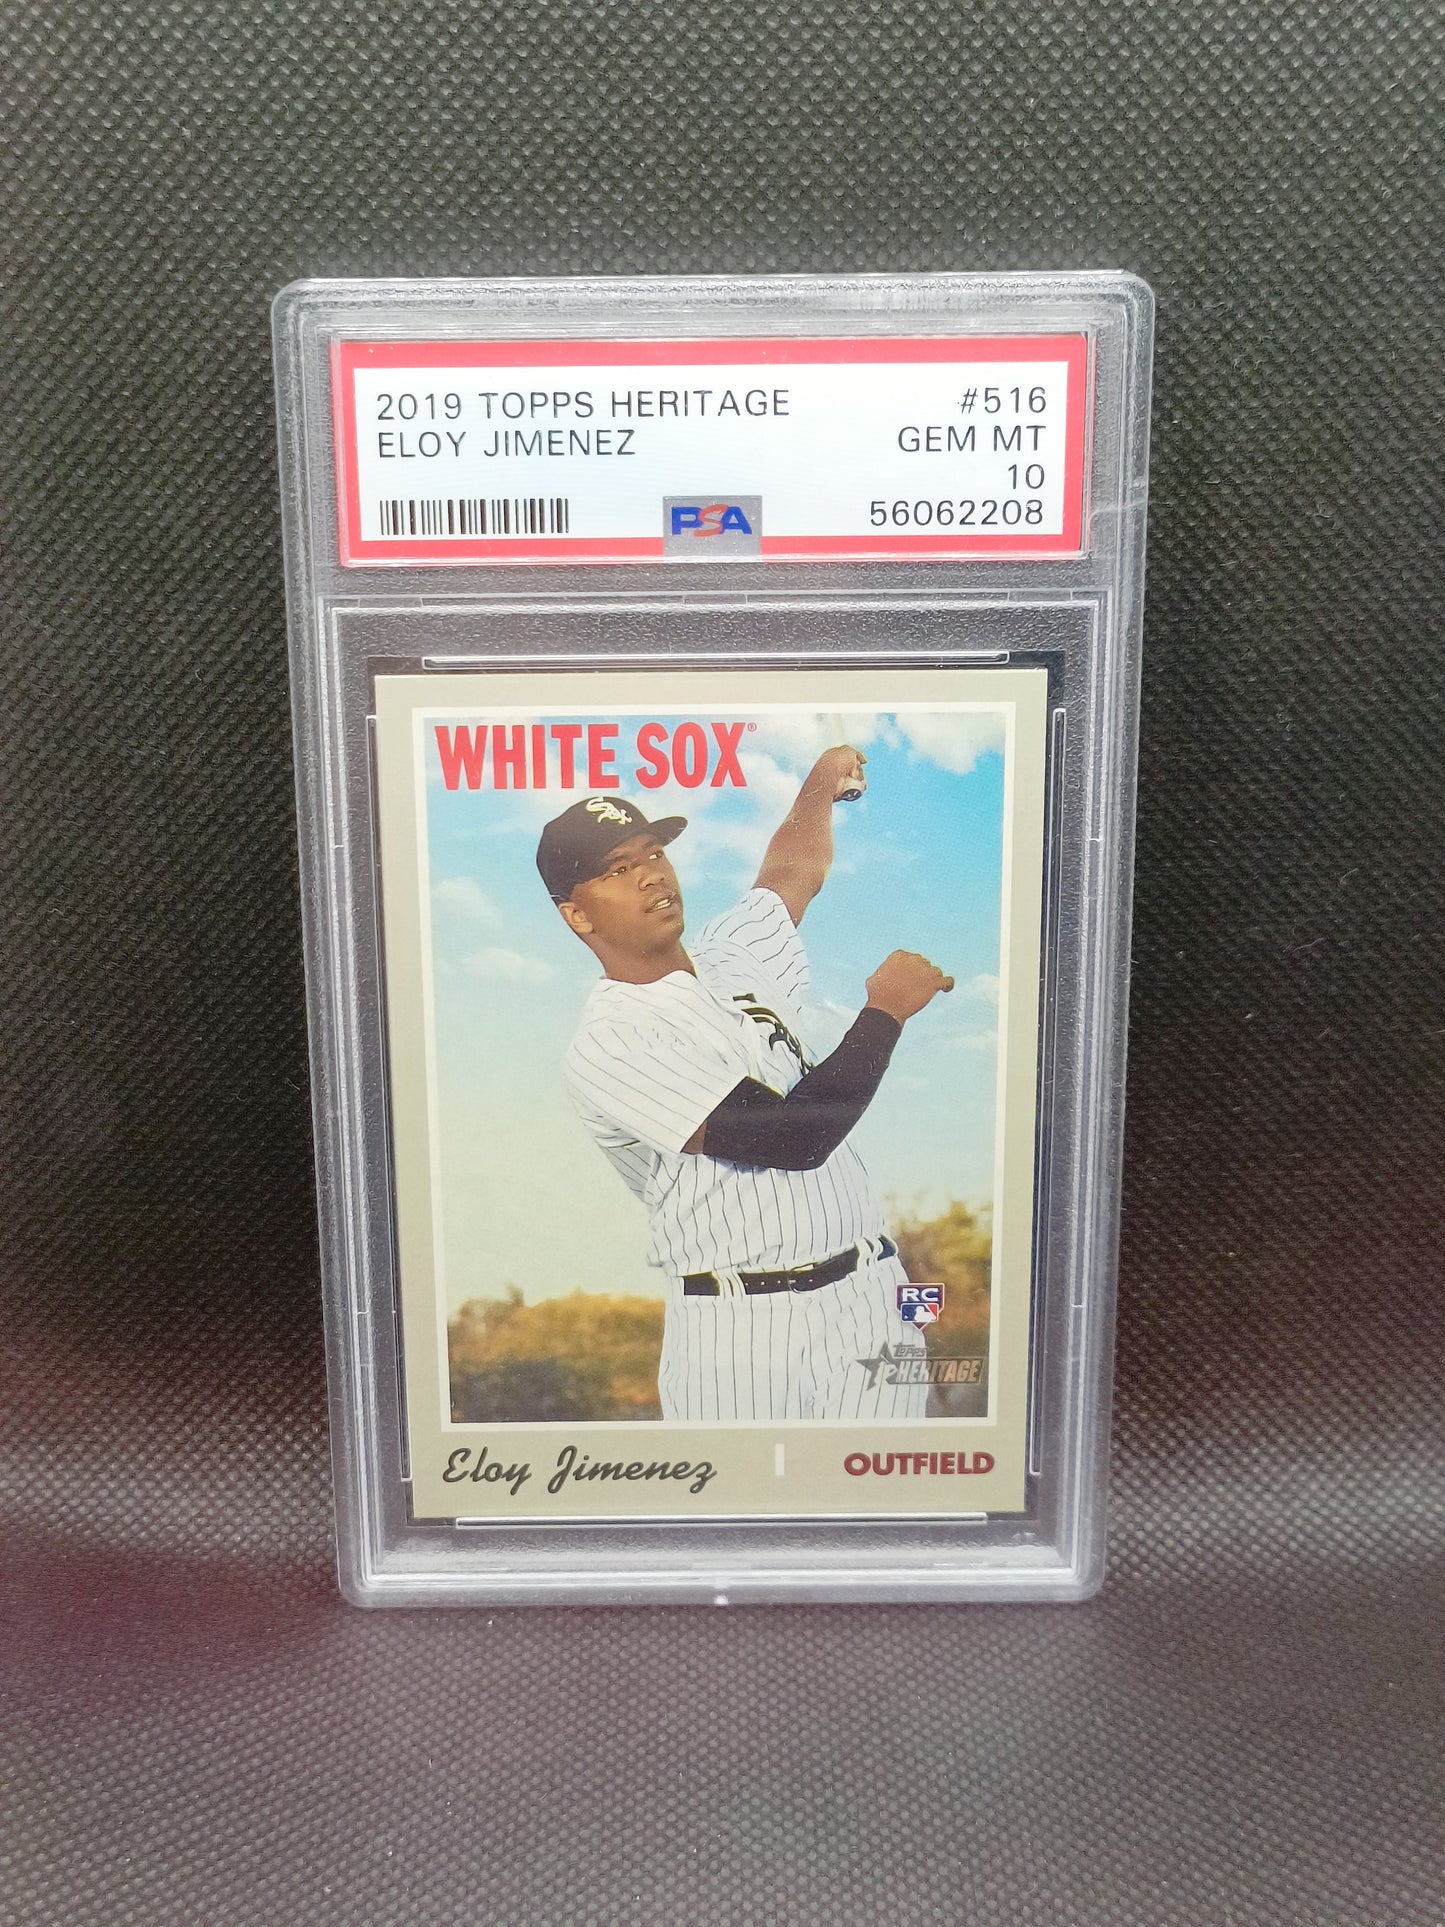 2019 TOPPS HERITAGE #516
ELOY JIMENEZ GEM MT
10
PSA 56062208
WHITE SOX®
Sox
RC
TOPPS
HERITAGE
Eloy Jimenez OUTFIELD